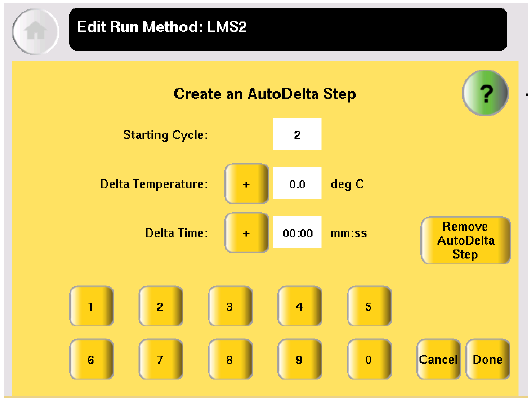 Edit Run Method: LMS2
Create an AutoDelta Step
?
Starting Cycle: 2
Delta Temperature: + 0.0 deg C
Delta Time: + 00:00 mm:ss
Remove
AutoDelta
Step
1 2 3 4 5
6 7 8 9 0 Cancel Done